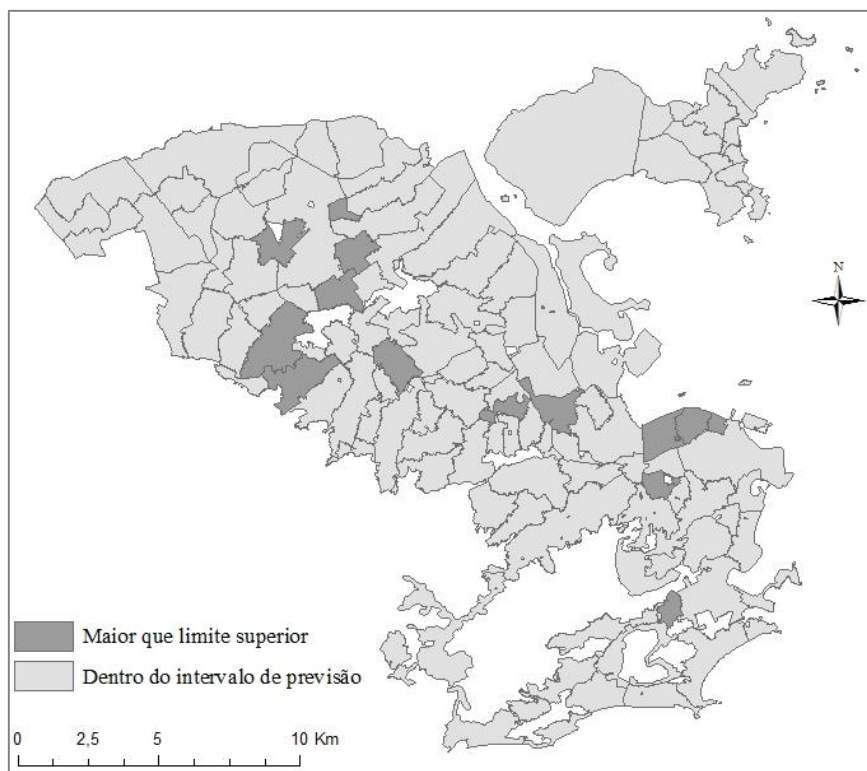 N
Maior que limite superior
Dentro do intervalo de previsão
0 2,5 5 10 Km